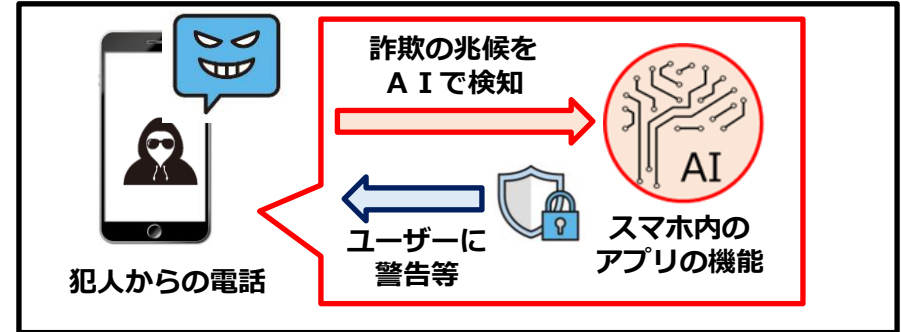 詐欺の兆候を
ＡＩで検知
AI
ユーザーに
警告等
スマホ内の
アプリの機能
犯人からの電話